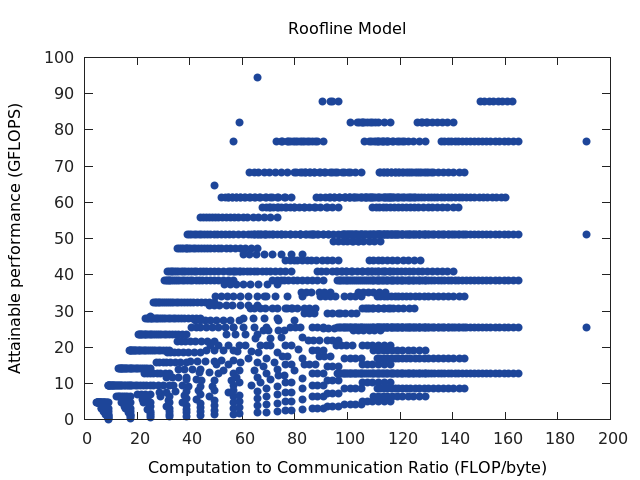 Roofline Model
Attainable performance (GFLOPS)
100
90
80
70
60
50
40
30
20
10
0
0 20 40 60 80 100 120 140 160 180 200
Computation to Communication Ratio (FLOP/byte)